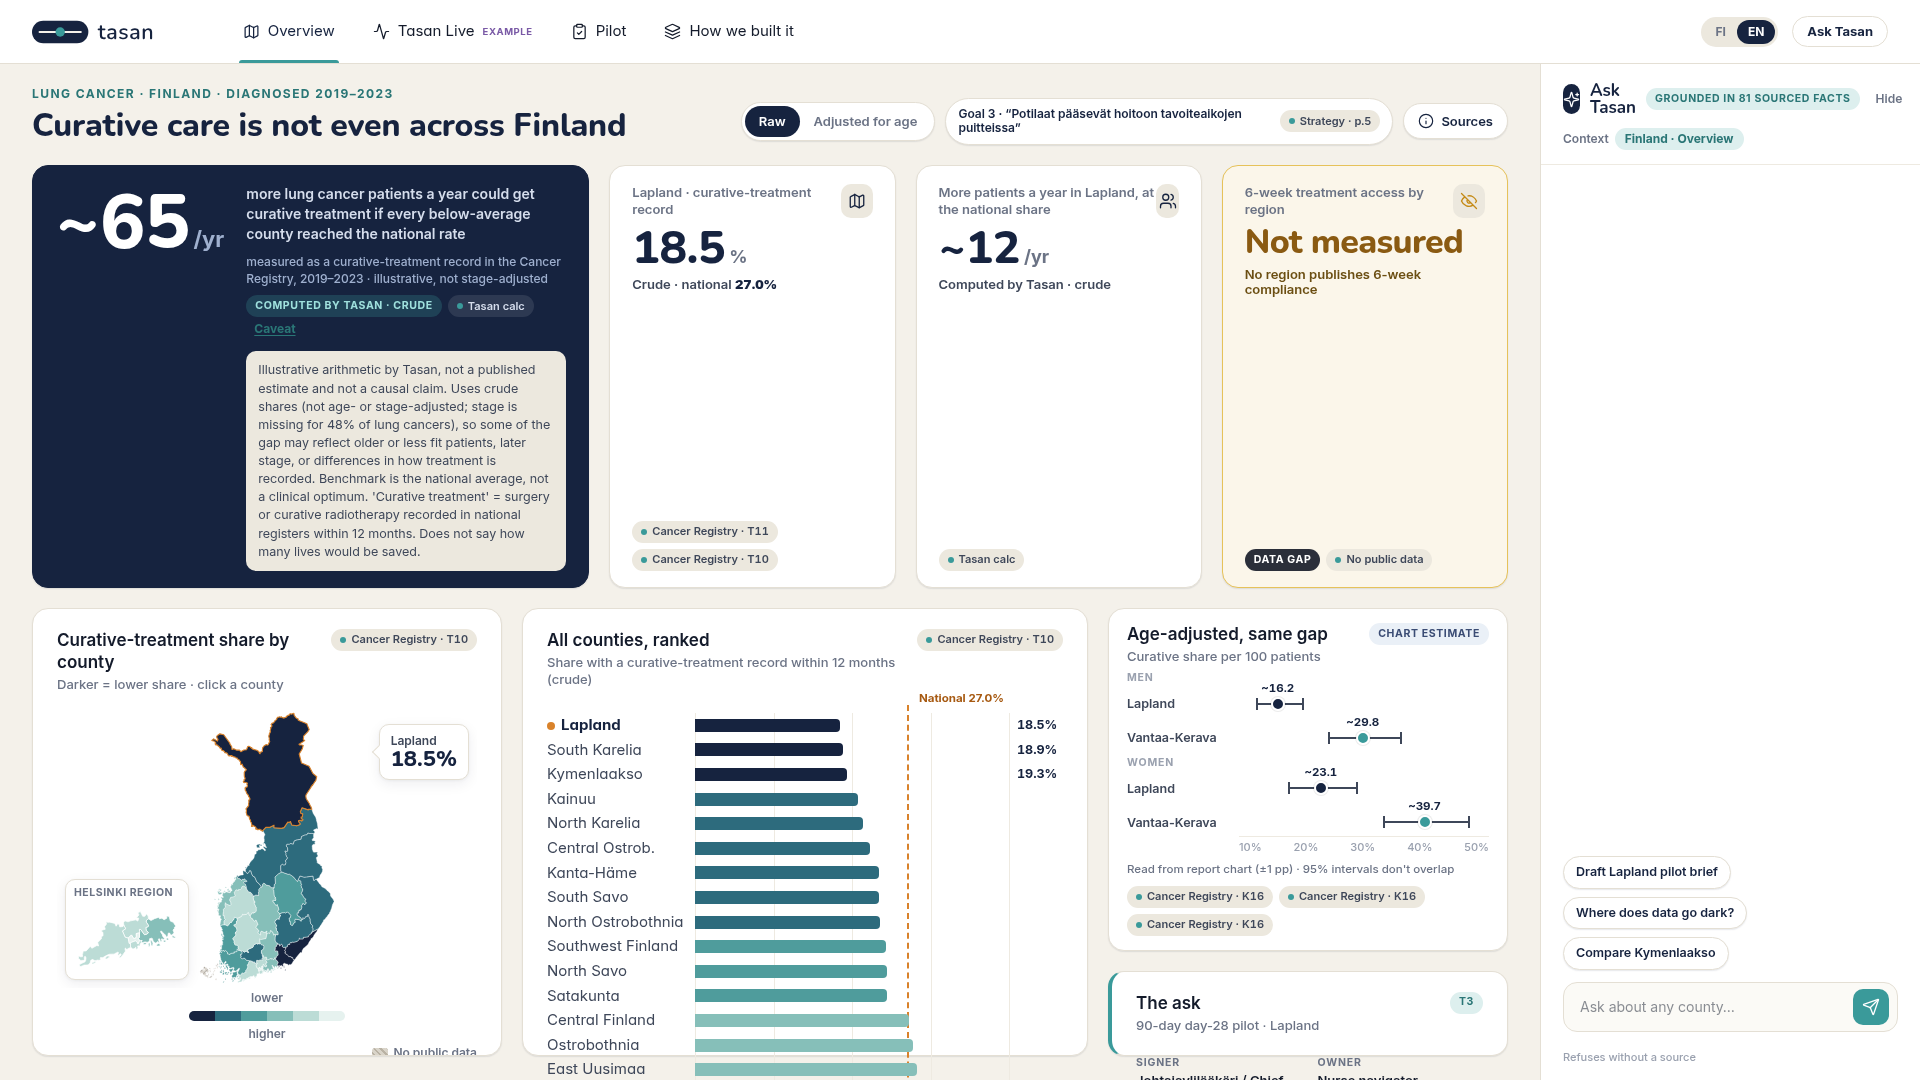 tasan
Overview
Tasan Live EXAMPLE
Pilot
How we built it
FI EN
Ask Tasan
LUNG CANCER · FINLAND · DIAGNOSED 2019–2023
Curative care is not even across Finland
Raw Adjusted for age
Goal 3 · “Potilaat pääsevät hoitoon tavoiteaikojen
puitteissa”
Strategy · p.5
Sources
~65 /yr
more lung cancer patients a year could get
curative treatment if every below-average
county reached the national rate
measured as a curative-treatment record in the Cancer
Registry, 2019–2023 · illustrative, not stage-adjusted
COMPUTED BY TASAN · CRUDE
Tasan calc
Caveat
Illustrative arithmetic by Tasan, not a published
estimate and not a causal claim. Uses crude
shares (not age- or stage-adjusted; stage is
missing for 48% of lung cancers), so some of the
gap may reflect older or less fit patients, later
stage, or differences in how treatment is
recorded. Benchmark is the national average, not
a clinical optimum. 'Curative treatment' = surgery
or curative radiotherapy recorded in national
registers within 12 months. Does not say how
many lives would be saved.
Lapland · curative-treatment
record
18.5 %
Crude · national 27.0%
Cancer Registry · T11
Cancer Registry · T10
More patients a year in Lapland, at
the national share
~12 /yr
Computed by Tasan · crude
Tasan calc
6-week treatment access by
region
Not measured
No region publishes 6-week
compliance
DATA GAP
No public data
Curative-treatment share by
county
Cancer Registry · T10
Darker = lower share · click a county
Lapland
18.5%
HELSINKI REGION
lower
higher
No public data
All counties, ranked
Cancer Registry · T10
Share with a curative-treatment record within 12 months
(crude)
National 27.0%
Lapland 18.5%
South Karelia 18.9%
Kymenlaakso 19.3%
Kainuu
North Karelia
Central Ostrob.
Kanta-Häme
South Savo
North Ostrobothnia
Southwest Finland
North Savo
Satakunta
Central Finland
Ostrobothnia
East Uusimaa
Age-adjusted, same gap
CHART ESTIMATE
Curative share per 100 patients
MEN
~16.2
Lapland
~29.8
Vantaa-Kerava
WOMEN
~23.1
Lapland
~39.7
Vantaa-Kerava
10% 20% 30% 40% 50%
Read from report chart (±1 pp) · 95% intervals don't overlap
Cancer Registry · K16
Cancer Registry · K16
Cancer Registry · K16
The ask
T3
90-day day-28 pilot · Lapland
SIGNER OWNER
Johtajaylilääkäri / Chief Nurse navigator
Ask
Tasan
GROUNDED IN 81 SOURCED FACTS
Hide
Context Finland · Overview
Draft Lapland pilot brief
Where does data go dark?
Compare Kymenlaakso
Ask about any county...
Refuses without a source